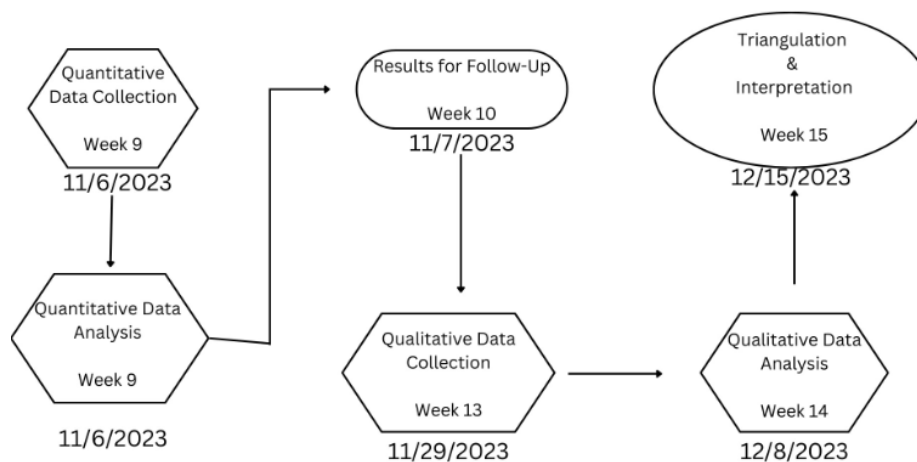 Quantitative
Data Collection
Week 9
11/6/2023
Quantitative Data
Analysis
Week 9
11/6/2023
Results for Follow-Up
Week 10
11/7/2023
Qualitative Data
Collection
Week 13
11/29/2023
Qualitative Data
Analysis
Week 14
12/8/2023
Triangulation
&
Interpretation
Week 15
12/15/2023